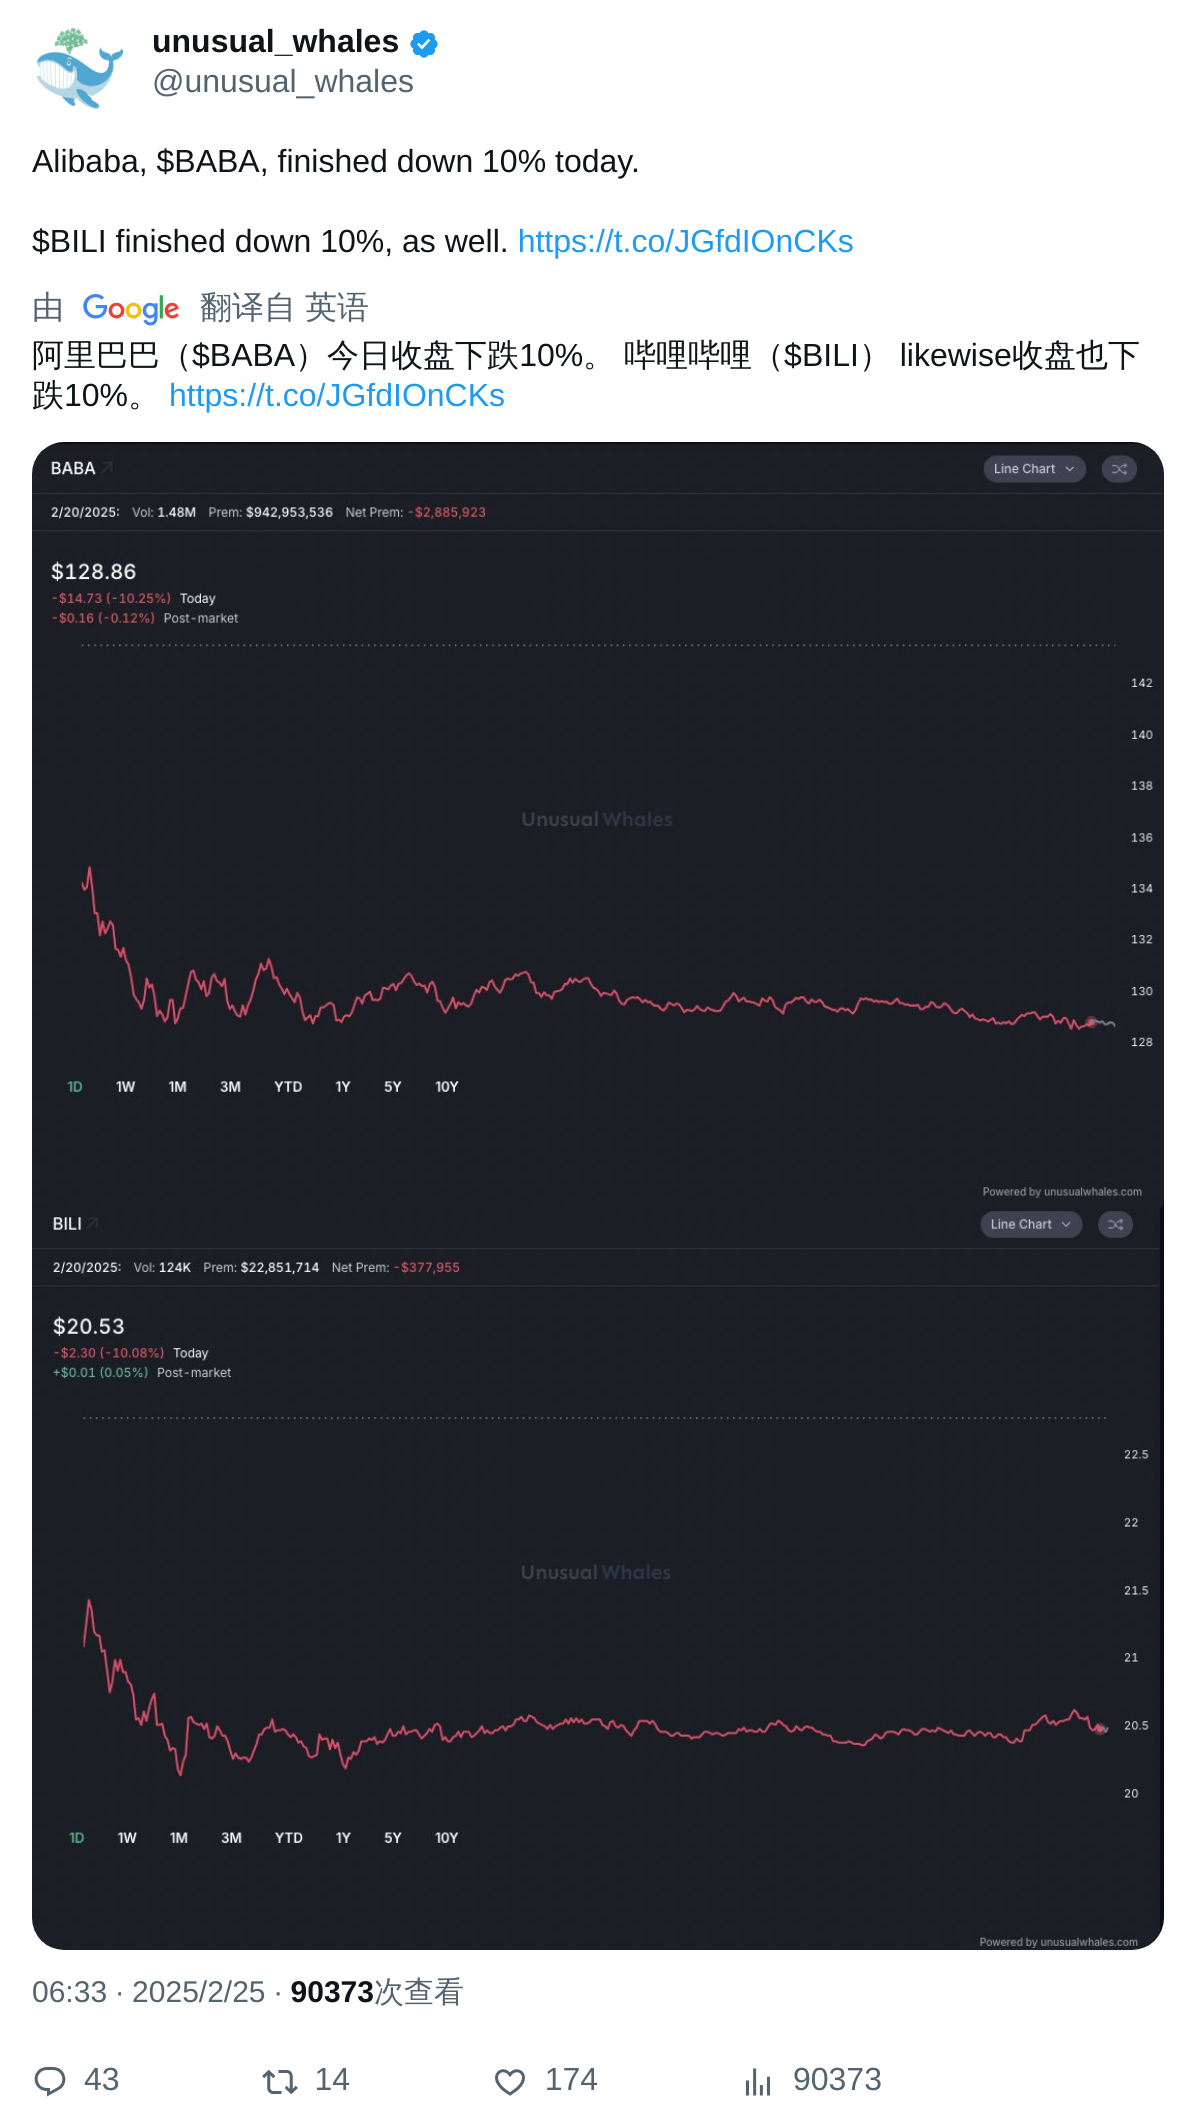 unusual_whales
@unusual_whales
Alibaba, $BABA, finished down 10% today.
$BILI finished down 10%, as well. https://t.co/JGfdIOnCKs
由 Google 翻译自 英语
阿里巴巴（$BABA）今日收盘下跌10%。 哔哩哔哩（$BILI） likewise收盘也下
跌10%。 https://t.co/JGfdIOnCKs
BABA Line Chart
2/20/2025: Vol: 1.48M Prem: $942,953,536 Net Prem: -$2,885,923
$128.86
-$14.73 (-10.25%) Today
-$0.16 (-0.12%) Post-market
142
140
138
Unusual Whales
136
134
132
130
128
1D 1W 1M 3M YTD 1Y 5Y 10Y
Powered by unusualwhales.com
BILI Line Chart
2/20/2025: Vol: 124K Prem: $22,851,714 Net Prem: -$377,955
$20.53
-$2.30 (-10.08%) Today
+$0.01 (0.05%) Post-market
22.5
22
Unusual Whales
21.5
21
20.5
20
1D 1W 1M 3M YTD 1Y 5Y 10Y
Powered by unusualwhales.com
06:33 · 2025/2/25 · 90373次查看
43 14 174 90373